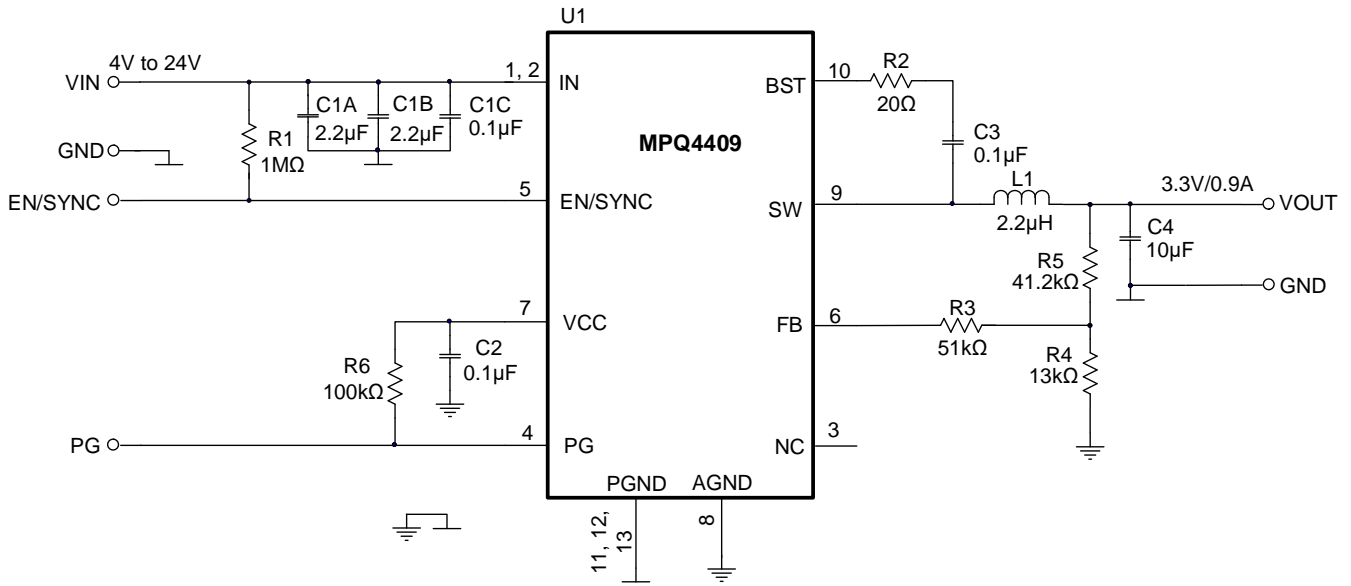 U1
4V to 24V
VIN
1, 2
IN
BST
10
R2
20Ω
C1A
2.2µF
C1B
2.2µF
C1C
0.1µF
MPQ4409
C3
0.1µF
GND
R1
1MΩ
EN/SYNC
5
EN/SYNC
SW
9
L1
2.2µH
3.3V/0.9A
VOUT
C4
10µF
R5
41.2kΩ
GND
7
VCC
FB
6
R3
51kΩ
R6
100kΩ
C2
0.1µF
R4
13kΩ
PG
4
PG
NC
3
PGND
AGND
11, 12,
13
8